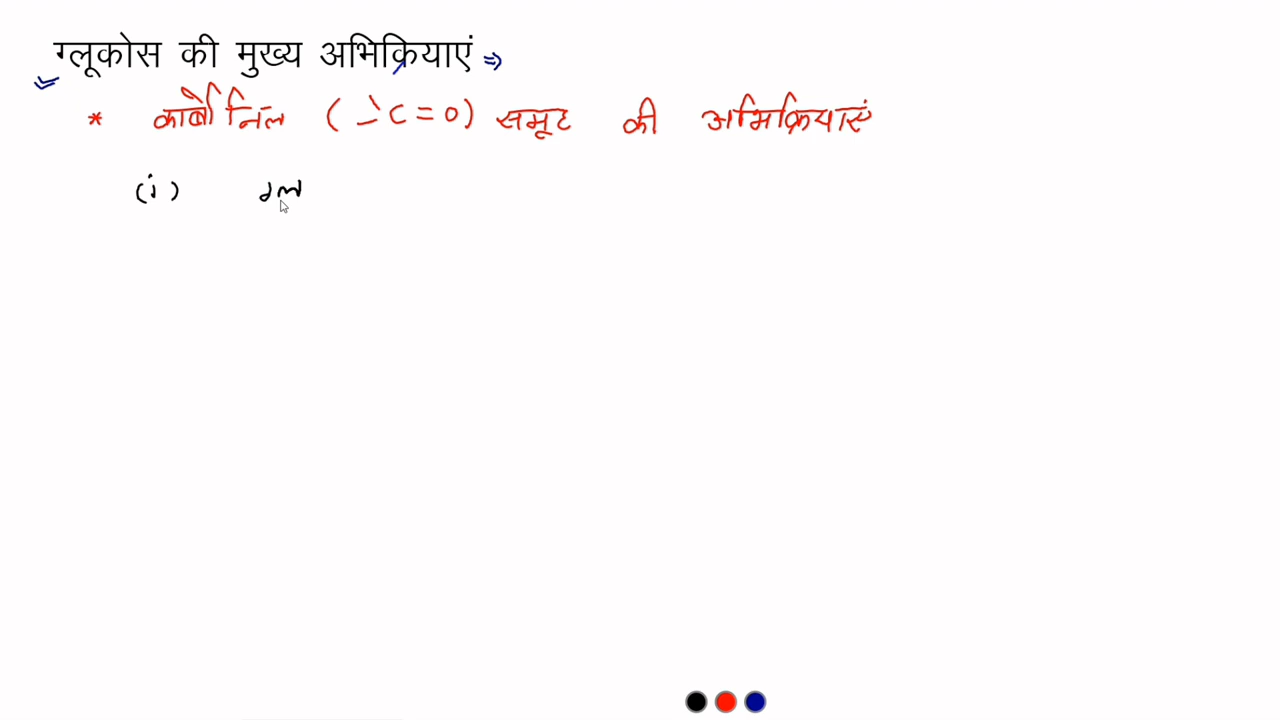 ग्लूकोस की मुख्य अभिक्रियाएं ⇒
* कार्बोनिल ( >C=O) समूह की अभिक्रियाएं
(i) ग्ल